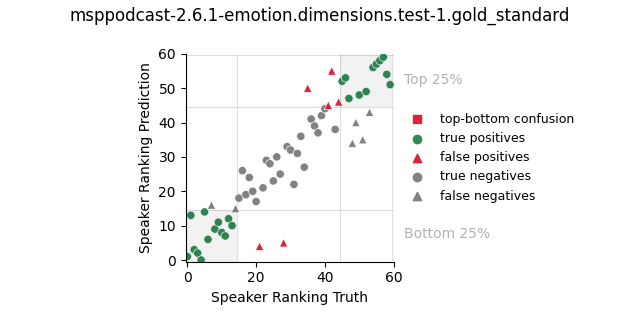 msppodcast-2.6.1-emotion.dimensions.test-1.gold_standard
Speaker Ranking Prediction
60
50
40
30
20
10
0
0
20
40
60
Speaker Ranking Truth
Top 25%
top-bottom confusion
true positives
false positives
true negatives
false negatives
Bottom 25%